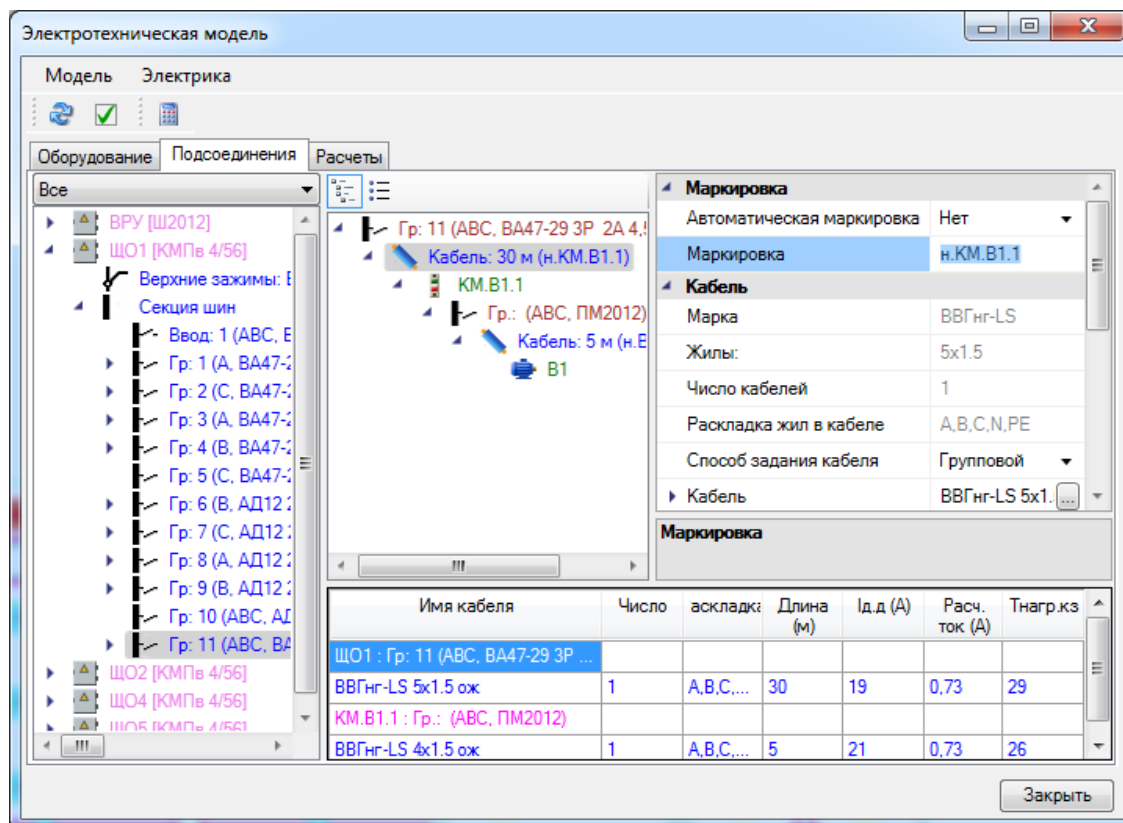 Электротехническая модель
Модель Электрика
Оборудование Подсоединения Расчеты
Все
ВРУ [Ш2012]
ЩО1 [КМПв 4/56]
Верхние зажимы:
Секция шин
Ввод: 1 (АВС,
Гр: 1 (А, ВА47-
Гр: 2 (С, ВА47-
Гр: 3 (А, ВА47-
Гр: 4 (В, ВА47-
Гр: 5 (С, ВА47-
Гр: 6 (В, АД12
Гр: 7 (С, АД12
Гр: 8 (А, АД12
Гр: 9 (В, АД12
Гр: 10 (АВС, АД
Гр: 11 (АВС, ВА
ЩО2 [КМПв 4/56]
ЩО4 [КМПв 4/56]
ЩО5 [КМПв 4/56]
Гр: 11 (АВС, ВА47-29 3Р 2А 4,
Кабель: 30 м (н.КМ.В1.1)
КМ.В1.1
Гр.: (АВС, ПМ2012)
Кабель: 5 м (н.В
В1
Маркировка
Автоматическая маркировка Нет
Маркировка н.КМ.В1.1
Кабель
Марка ВВГнг-LS
Жилы: 5x1.5
Число кабелей 1
Раскладка жил в кабеле А,В,С,N,PE
Способ задания кабеля Групповой
Кабель ВВГнг-LS 5x1. ...
Маркировка
Имя кабеля Число аскладка Длина (м) Iд.д (А) Расч. ток (А) Тнагр.кз
ЩО1 : Гр: 11 (АВС, ВА47-29 3Р ...
ВВГнг-LS 5x1.5 ож 1 А,В,С,... 30 19 0,73 29
КМ.В1.1 : Гр.: (АВС, ПМ2012)
ВВГнг-LS 4x1.5 ож 1 А,В,С,... 5 21 0,73 26
Закрыть